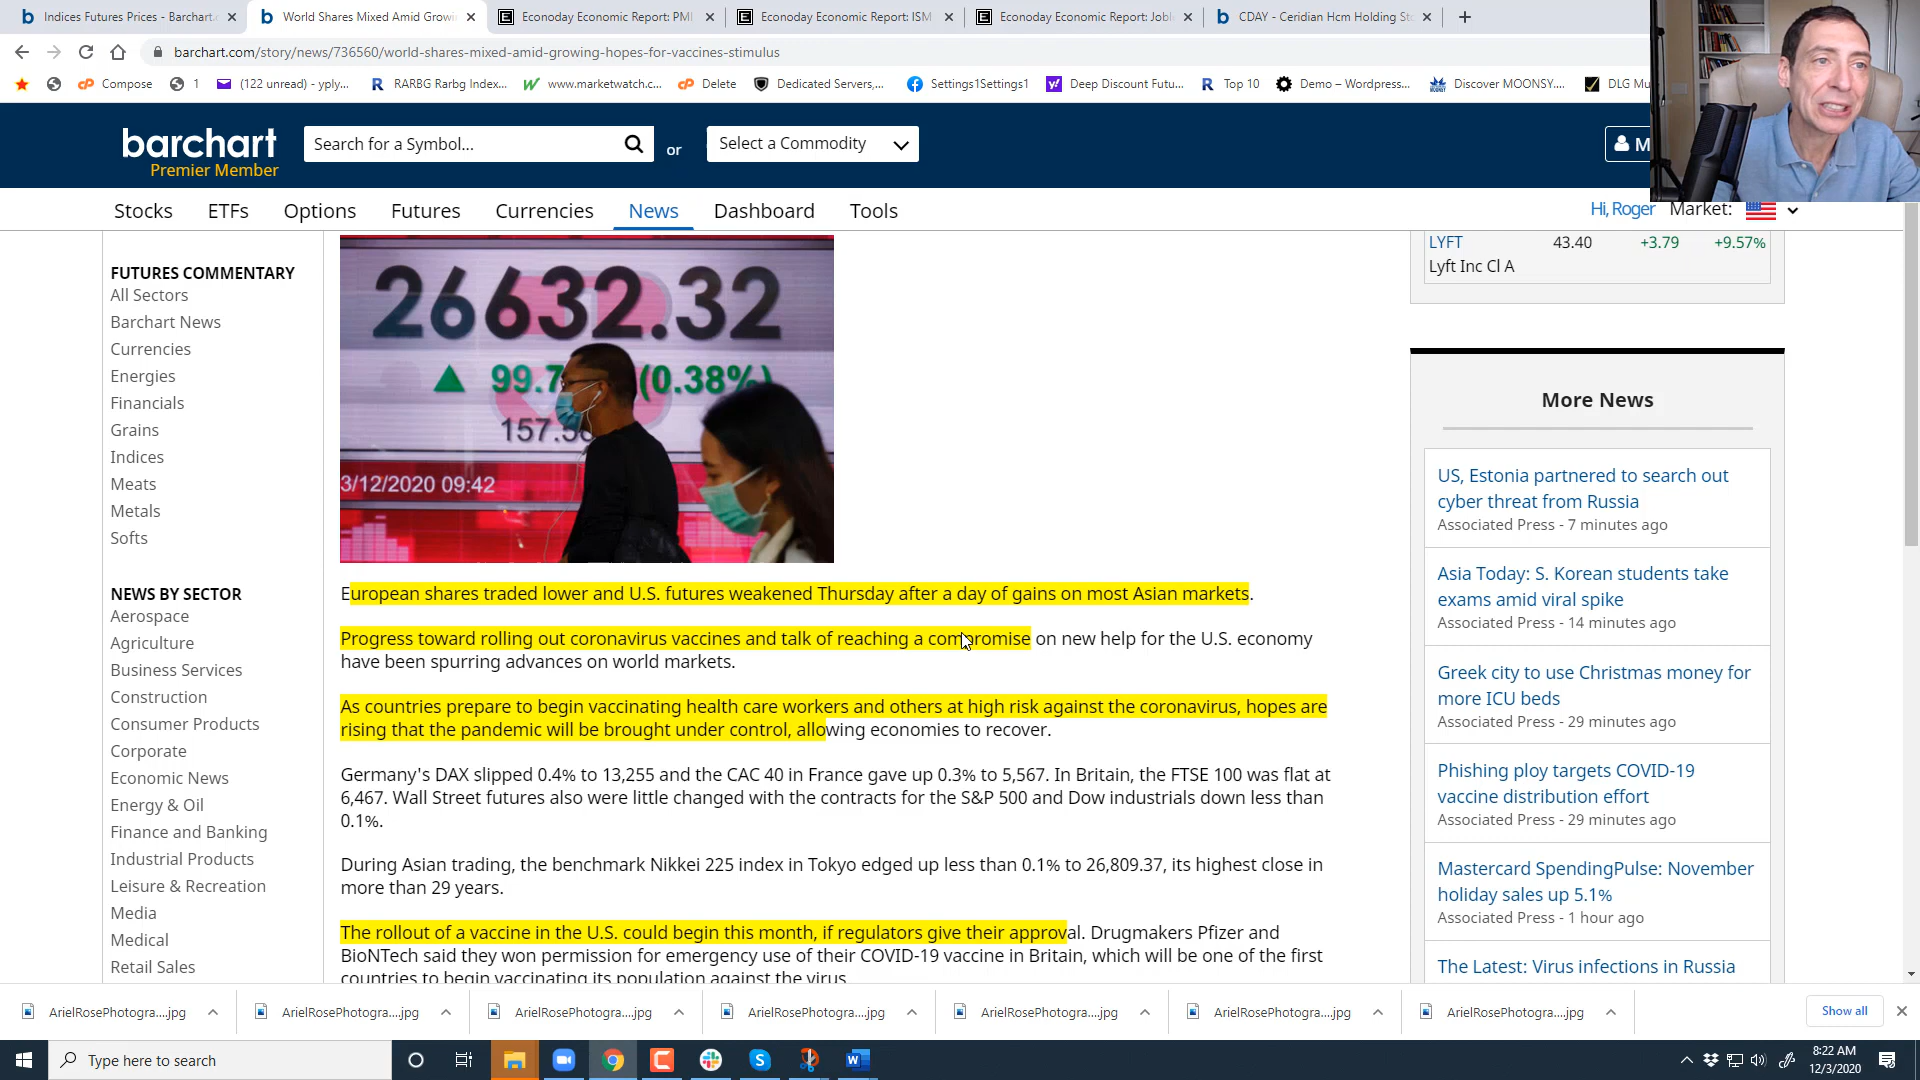 Indices Futures Prices - Barchart.
World Shares Mixed Amid Growi
Econoday Economic Report: PMI
Econoday Economic Report: ISM
Econoday Economic Report: Jobl
CDAY - Ceridian Hcm Holding Sto
barchart.com/story/news/736560/world-shares-mixed-amid-growing-hopes-for-vaccines-stimulus
Compose
1
(122 unread) - yply...
RARBG Rarbg Index...
www.marketwatch.c...
Delete
Dedicated Servers,...
Settings1Settings1
Deep Discount Futu...
Top 10
Demo – Wordpress...
Discover MOONSY....
DLG Mu
barchart
Premier Member
Search for a Symbol...
or
Select a Commodity
M
Stocks
ETFs
Options
Futures
Currencies
News
Dashboard
Tools
Hi, Roger
Market:
FUTURES COMMENTARY
All Sectors
Barchart News
Currencies
Energies
Financials
Grains
Indices
Meats
Metals
Softs
NEWS BY SECTOR
Aerospace
Agriculture
Business Services
Construction
Consumer Products
Corporate
Economic News
Energy & Oil
Finance and Banking
Industrial Products
Leisure & Recreation
Media
Medical
Retail Sales
26632.32
99.7 (0.38%)
157.5
3/12/2020 09:42
European shares traded lower and U.S. futures weakened Thursday after a day of gains on most Asian markets.
Progress toward rolling out coronavirus vaccines and talk of reaching a compromise on new help for the U.S. economy
have been spurring advances on world markets.
As countries prepare to begin vaccinating health care workers and others at high risk against the coronavirus, hopes are
rising that the pandemic will be brought under control, allowing economies to recover.
Germany's DAX slipped 0.4% to 13,255 and the CAC 40 in France gave up 0.3% to 5,567. In Britain, the FTSE 100 was flat at
6,467. Wall Street futures also were little changed with the contracts for the S&P 500 and Dow industrials down less than
0.1%.
During Asian trading, the benchmark Nikkei 225 index in Tokyo edged up less than 0.1% to 26,809.37, its highest close in
more than 29 years.
The rollout of a vaccine in the U.S. could begin this month, if regulators give their approval. Drugmakers Pfizer and
BioNTech said they won permission for emergency use of their COVID-19 vaccine in Britain, which will be one of the first
countries to begin vaccinating its population against the virus.
LYFT 43.40 +3.79 +9.57%
Lyft Inc Cl A
More News
US, Estonia partnered to search out
cyber threat from Russia
Associated Press - 7 minutes ago
Asia Today: S. Korean students take
exams amid viral spike
Associated Press - 14 minutes ago
Greek city to use Christmas money for
more ICU beds
Associated Press - 29 minutes ago
Phishing ploy targets COVID-19
vaccine distribution effort
Associated Press - 29 minutes ago
Mastercard SpendingPulse: November
holiday sales up 5.1%
Associated Press - 1 hour ago
The Latest: Virus infections in Russia
ArielRosePhotogra....jpg
ArielRosePhotogra....jpg
ArielRosePhotogra....jpg
ArielRosePhotogra....jpg
ArielRosePhotogra....jpg
ArielRosePhotogra....jpg
ArielRosePhotogra....jpg
Show all
Type here to search
8:22 AM
12/3/2020